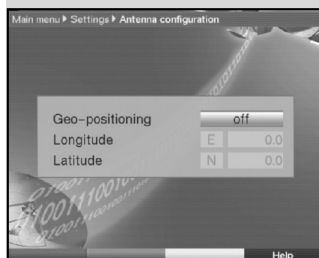 Main menu ▶ Settings ▶ Antenna configuration
Geo-positioning off
Longitude E 0.0
Latitude N 0.0
Help